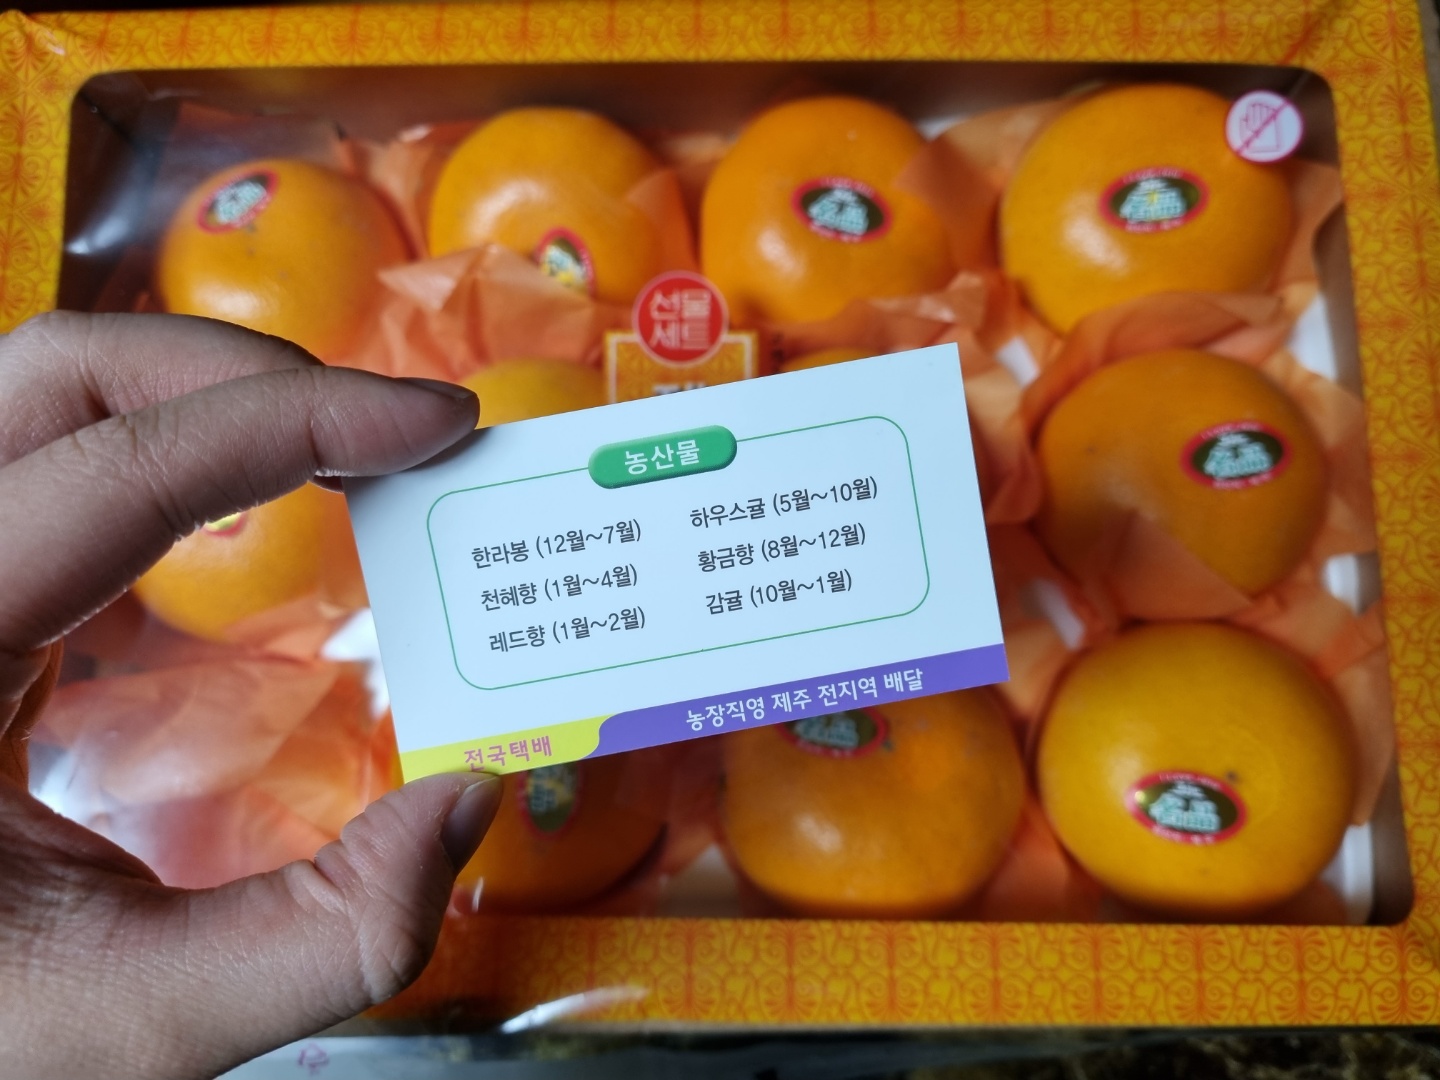 선물
세트
농산물
한라봉 (12월~7월)
천혜향 (1월~4월)
레드향 (1월~2월)
하우스귤 (5월~10월)
황금향 (8월~12월)
감귤 (10월~1월)
전국택배
농장직영 제주 전지역 배달